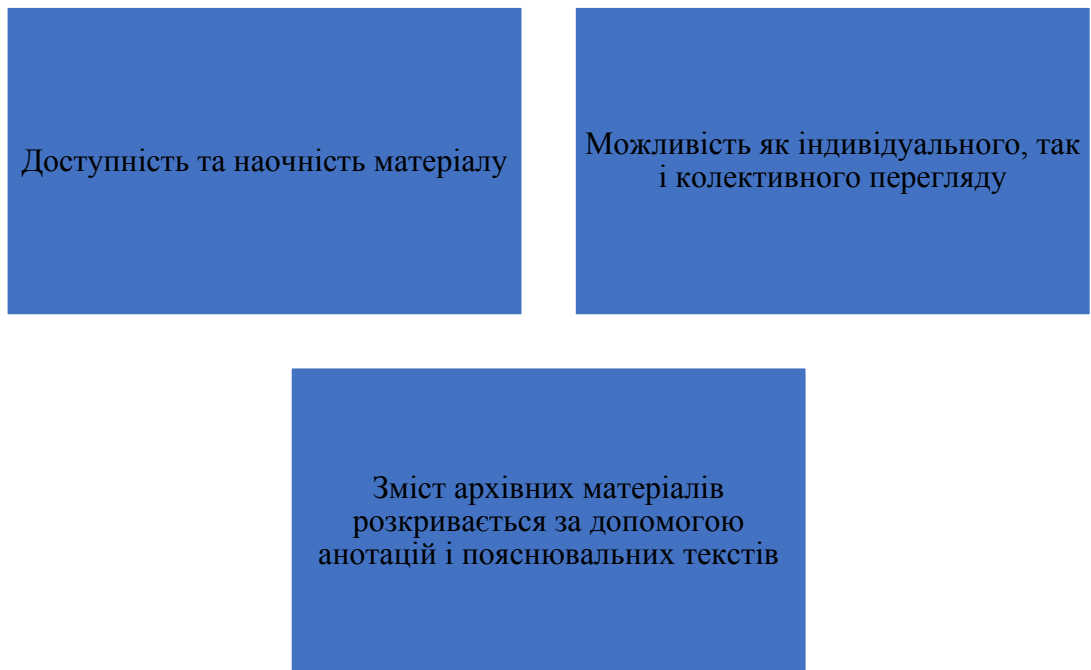 Доступність та наочність матеріалу
Можливість як індивідуального, так
і колективного перегляду
Зміст архівних матеріалів
розкривається за допомогою
анотацій і пояснювальних текстів